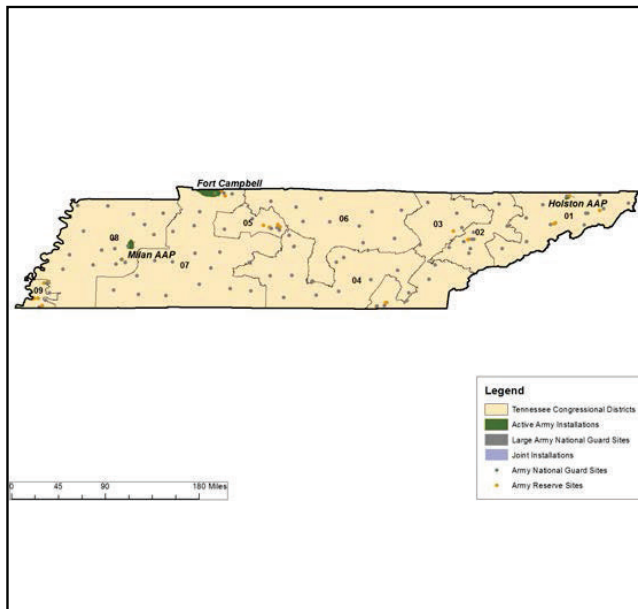 Fort Campbell
Holston AAP
01
06
03
05
02
08
Milan AAP
07
04
09
Legend
Tennessee Congressional Districts
Active Army Installations
Large Army National Guard Sites
Joint Installations
Army National Guard Sites
Army Reserve Sites
0 45 90 180 Miles